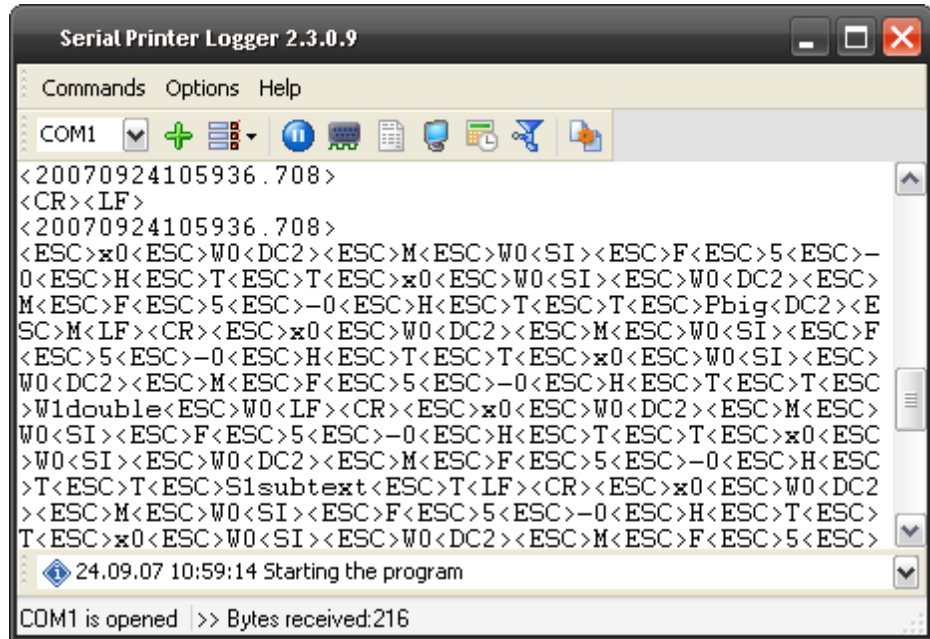 Serial Printer Logger 2.3.0.9
Commands Options Help
COM1
<20070924105936.708>
<CR><LF>
<20070924105936.708>
<ESC>x0<ESC>W0<DC2><ESC>M<ESC>W0<SI><ESC>F<ESC>5<ESC>-
0<ESC>H<ESC>T<ESC>T<ESC>x0<ESC>W0<SI><ESC>W0<DC2><ESC>
M<ESC>F<ESC>5<ESC>-0<ESC>H<ESC>T<ESC>T<ESC>Pbig<DC2><E
SC>M<LF><CR><ESC>x0<ESC>W0<DC2><ESC>M<ESC>W0<SI><ESC>F
<ESC>5<ESC>-0<ESC>H<ESC>T<ESC>T<ESC>x0<ESC>W0<SI><ESC>
W0<DC2><ESC>M<ESC>F<ESC>5<ESC>-0<ESC>H<ESC>T<ESC>T<ESC
>W1double<ESC>W0<LF><CR><ESC>x0<ESC>W0<DC2><ESC>M<ESC>
W0<SI><ESC>F<ESC>5<ESC>-0<ESC>H<ESC>T<ESC>T<ESC>x0<ESC
>W0<SI><ESC>W0<DC2><ESC>M<ESC>F<ESC>5<ESC>-0<ESC>H<ESC
>T<ESC>T<ESC>S1subtext<ESC>T<LF><CR><ESC>x0<ESC>W0<DC2
><ESC>M<ESC>W0<SI><ESC>F<ESC>5<ESC>-0<ESC>H<ESC>T<ESC>
T<ESC>x0<ESC>W0<SI><ESC>W0<DC2><ESC>M<ESC>F<ESC>5<ESC>
24.09.07 10:59:14 Starting the program
COM1 is opened >> Bytes received:216